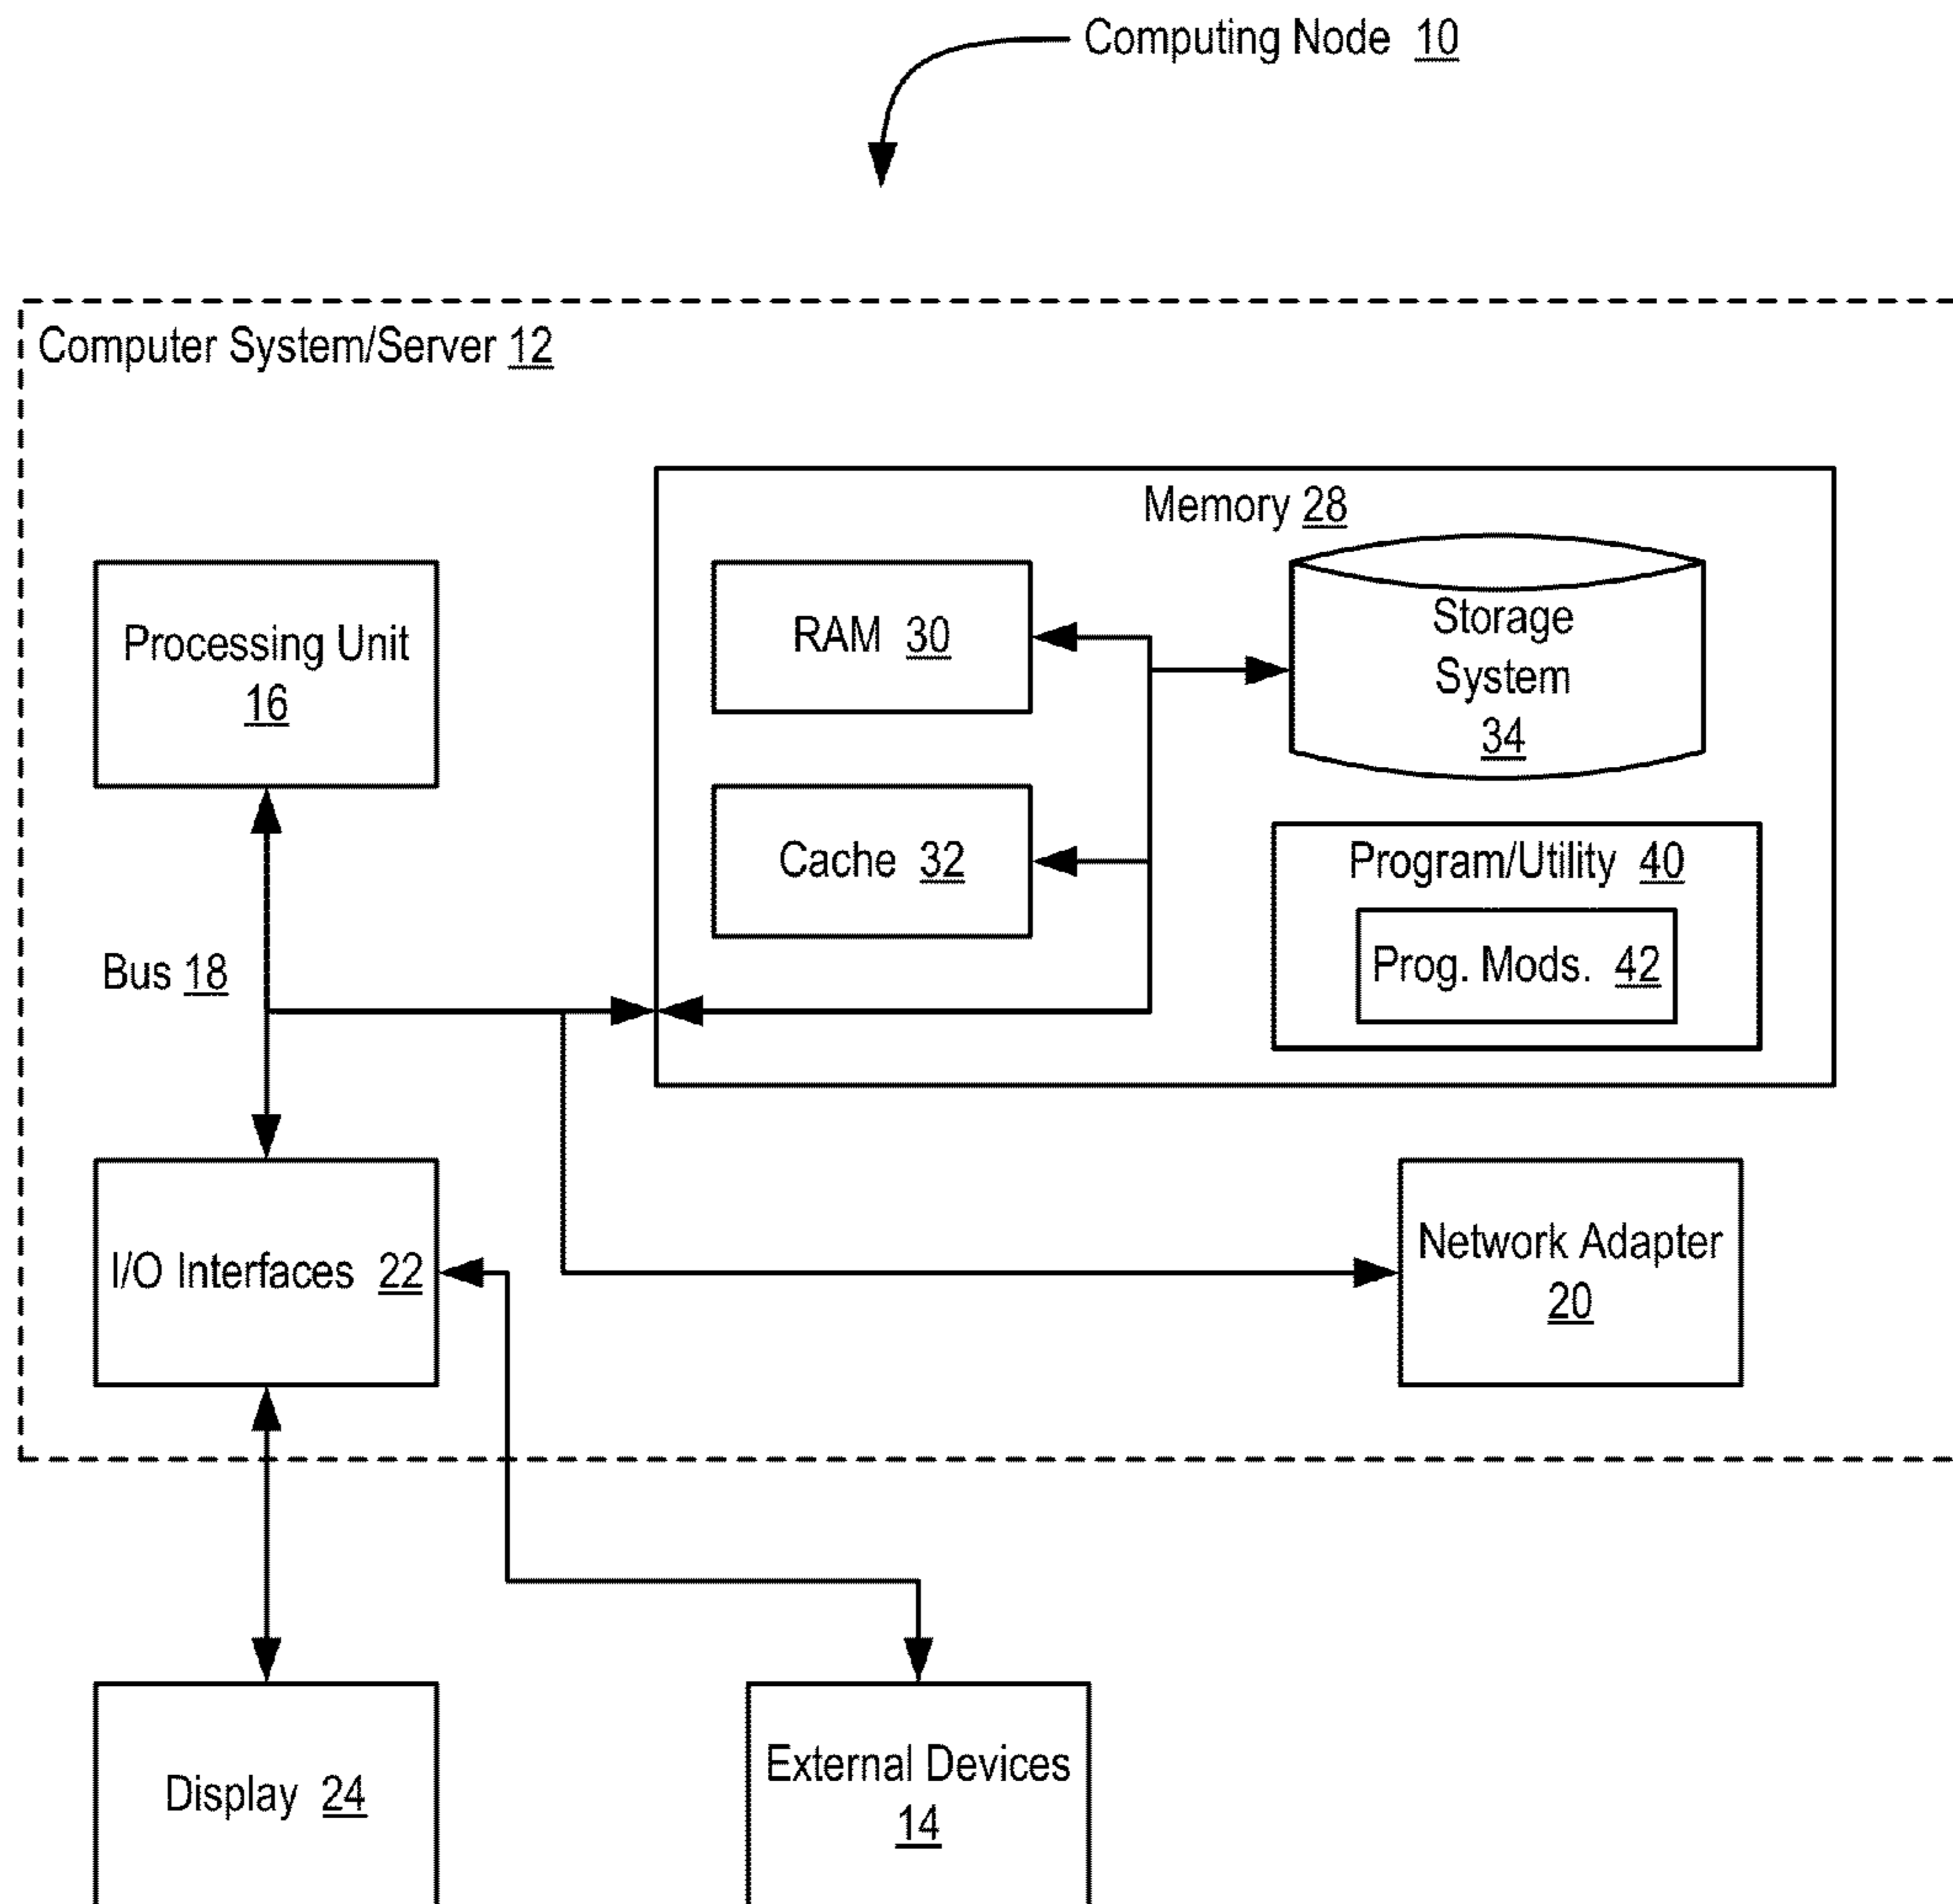 Computing Node 10
Computer System/Server 12
Memory 28
Processing Unit
16
RAM 30
Storage
System
34
Cache 32
Program/Utility 40
Prog. Mods. 42
Bus 18
I/O Interfaces 22
Network Adapter
20
Display 24
External Devices
14